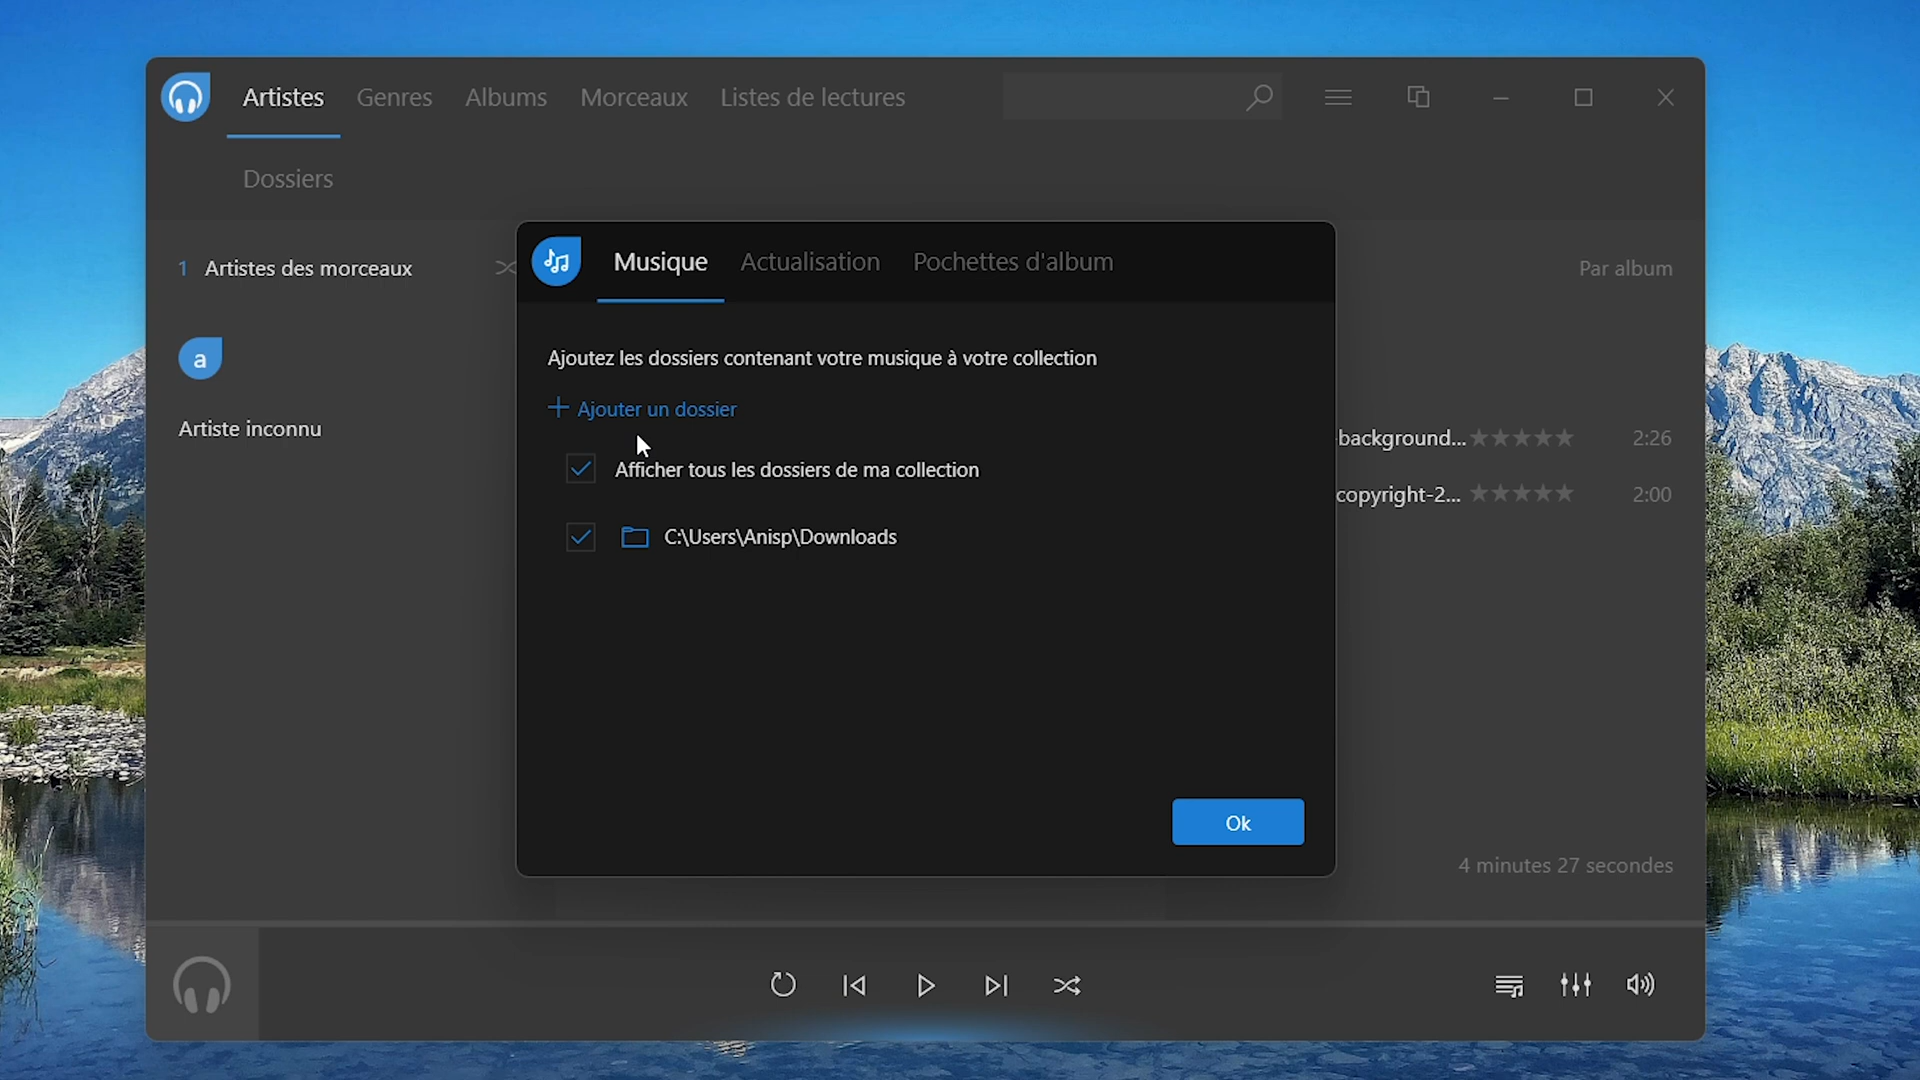 Artistes Genres Albums Morceaux Listes de lectures
Dossiers
1 Artistes des morceaux
Par album
a
Artiste inconnu
Musique Actualisation Pochettes d'album
Ajoutez les dossiers contenant votre musique à votre collection
Ajouter un dossier
Afficher tous les dossiers de ma collection
C:\Users\Anisp\Downloads
Ok
background... 2:26
copyright-2... 2:00
4 minutes 27 secondes